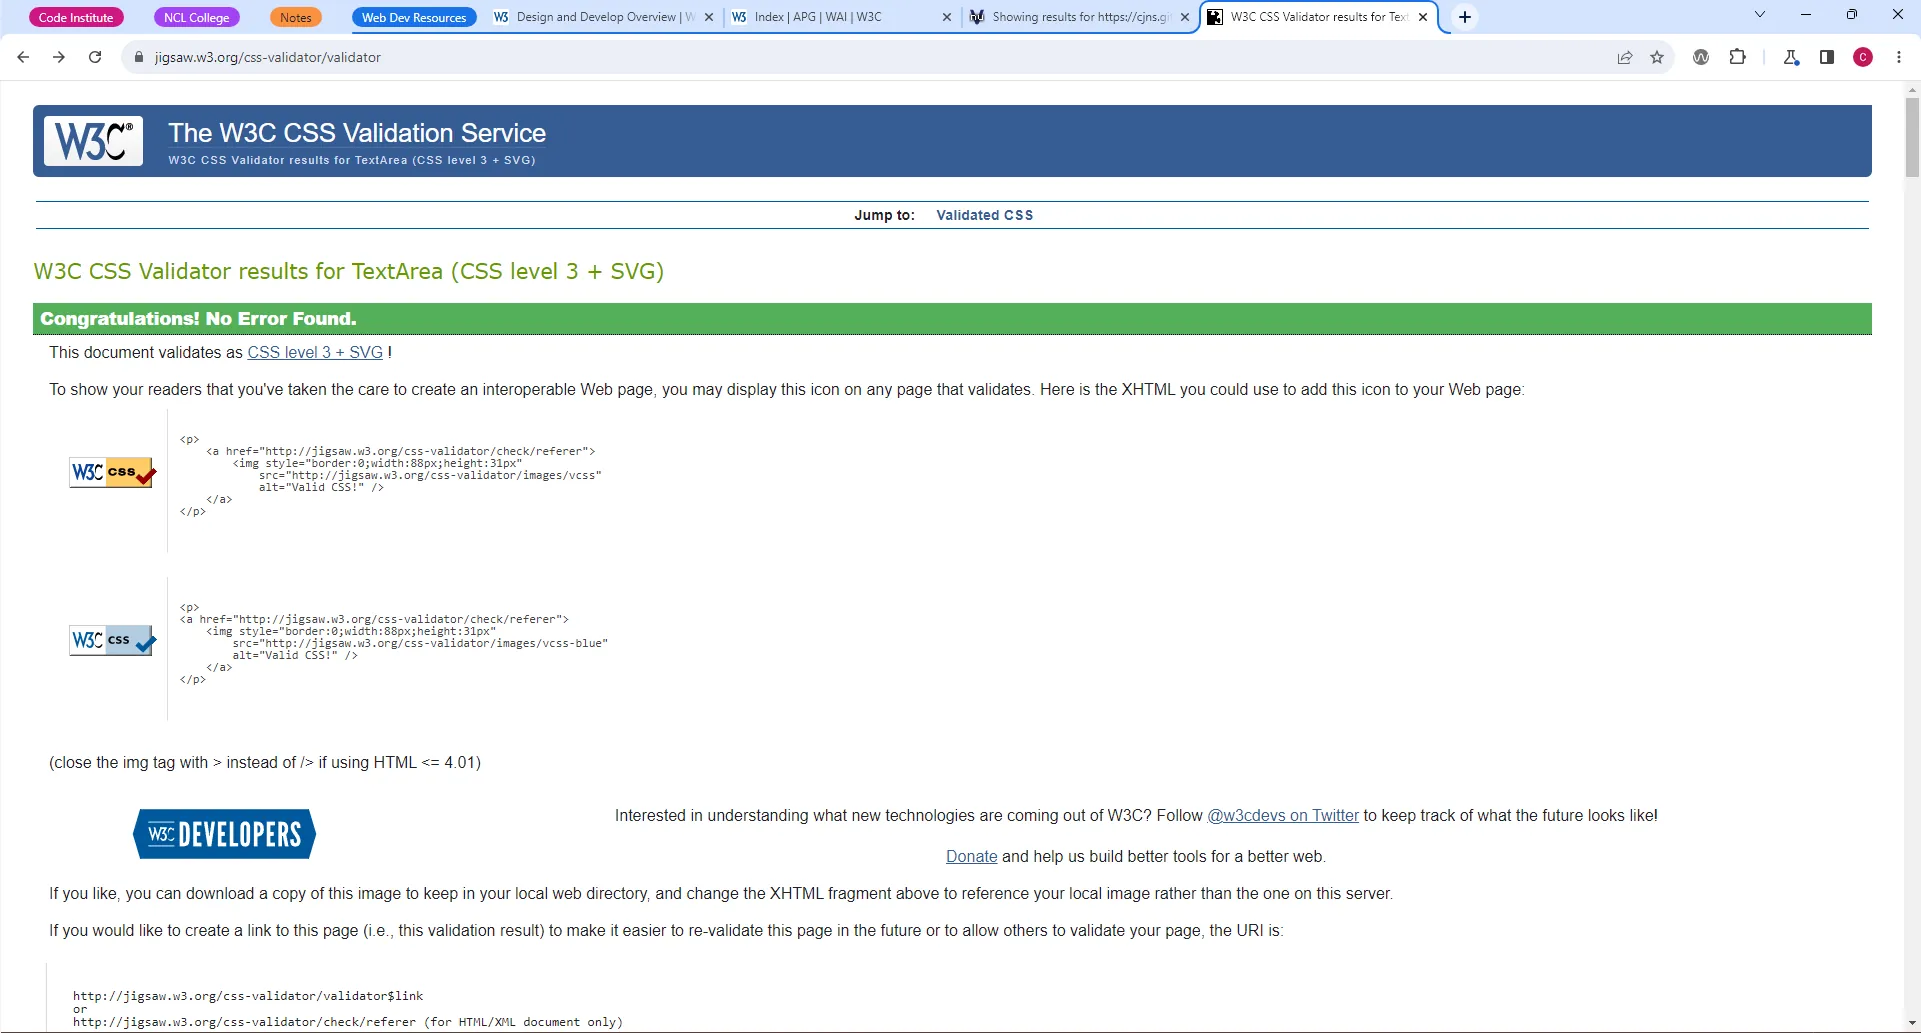 Code Institute
NCL College
Notes
Web Dev Resources
Design and Develop Overview | W
Index | APG | WAI | W3C
Showing results for https://cjns.gi
W3C CSS Validator results for Text
jigsaw.w3.org/css-validator/validator
C
W3C®
The W3C CSS Validation Service
W3C CSS Validator results for TextArea (CSS level 3 + SVG)
Jump to: Validated CSS
W3C CSS Validator results for TextArea (CSS level 3 + SVG)
Congratulations! No Error Found.
This document validates as CSS level 3 + SVG !
To show your readers that you've taken the care to create an interoperable Web page, you may display this icon on any page that validates. Here is the XHTML you could use to add this icon to your Web page:
W3C CSS
<p>
<a href="http://jigsaw.w3.org/css-validator/check/referer">
<img style="border:0;width:88px;height:31px"
src="http://jigsaw.w3.org/css-validator/images/vcss"
alt="Valid CSS!" />
</a>
</p>
W3C CSS
<p>
<a href="http://jigsaw.w3.org/css-validator/check/referer">
<img style="border:0;width:88px;height:31px"
src="http://jigsaw.w3.org/css-validator/images/vcss-blue"
alt="Valid CSS!" />
</a>
</p>
(close the img tag with > instead of /> if using HTML <= 4.01)
W3C DEVELOPERS
Interested in understanding what new technologies are coming out of W3C? Follow @w3cdevs on Twitter to keep track of what the future looks like!
Donate and help us build better tools for a better web.
If you like, you can download a copy of this image to keep in your local web directory, and change the XHTML fragment above to reference your local image rather than the one on this server.
If you would like to create a link to this page (i.e., this validation result) to make it easier to re-validate this page in the future or to allow others to validate your page, the URI is:
http://jigsaw.w3.org/css-validator/validator$link
or
http://jigsaw.w3.org/css-validator/check/referer (for HTML/XML document only)